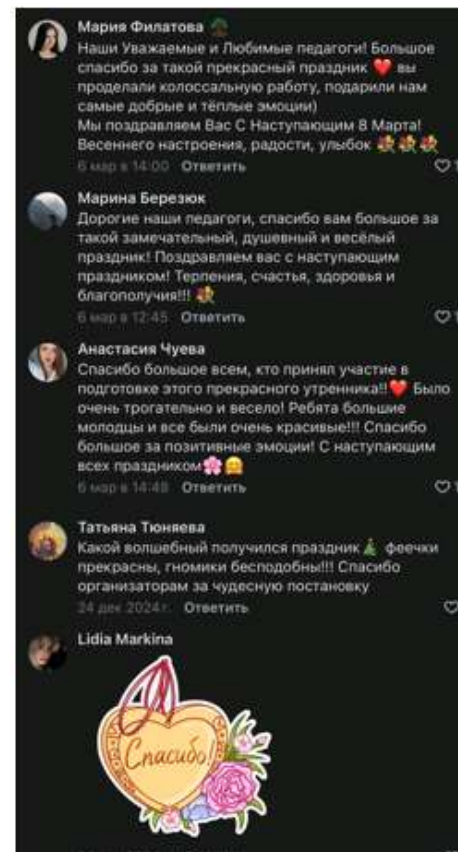 Мария Филатова
Наши Уважаемые и Любимые педагоги! Большое
спасибо за такой прекрасный праздник ❤️ вы
проделали колоссальную работу, подарили нам
самые добрые и тёплые эмоции)
Мы поздравляем Вас С Наступающим 8 Марта!
Весеннего настроения, радости, улыбок 💐💐💐
6 мар в 14:00 Ответить 1
Марина Березюк
Дорогие наши педагоги, спасибо вам большое за
такой замечательный, душевный и весёлый
праздник! Поздравляем вас с наступающим
праздником! Терпения, счастья, здоровья и
благополучия!!! 💐
6 мар в 12:45 Ответить 1
Анастасия Чуева
Спасибо большое всем, кто принял участие в
подготовке этого прекрасного утренника!!❤️ Было
очень трогательно и весело! Ребята большие
молодцы и все были очень красивые!!! Спасибо
большое за позитивные эмоции! С наступающим
всех праздником🌸🤗
6 мар в 14:48 Ответить 1
Татьяна Тюняева
Какой волшебный получился праздник🎄 феечки
прекрасны, гномики бесподобны!!! Спасибо
организаторам за чудесную постановку
24 дек 2024г. Ответить
Lidia Markina
Спасибо!